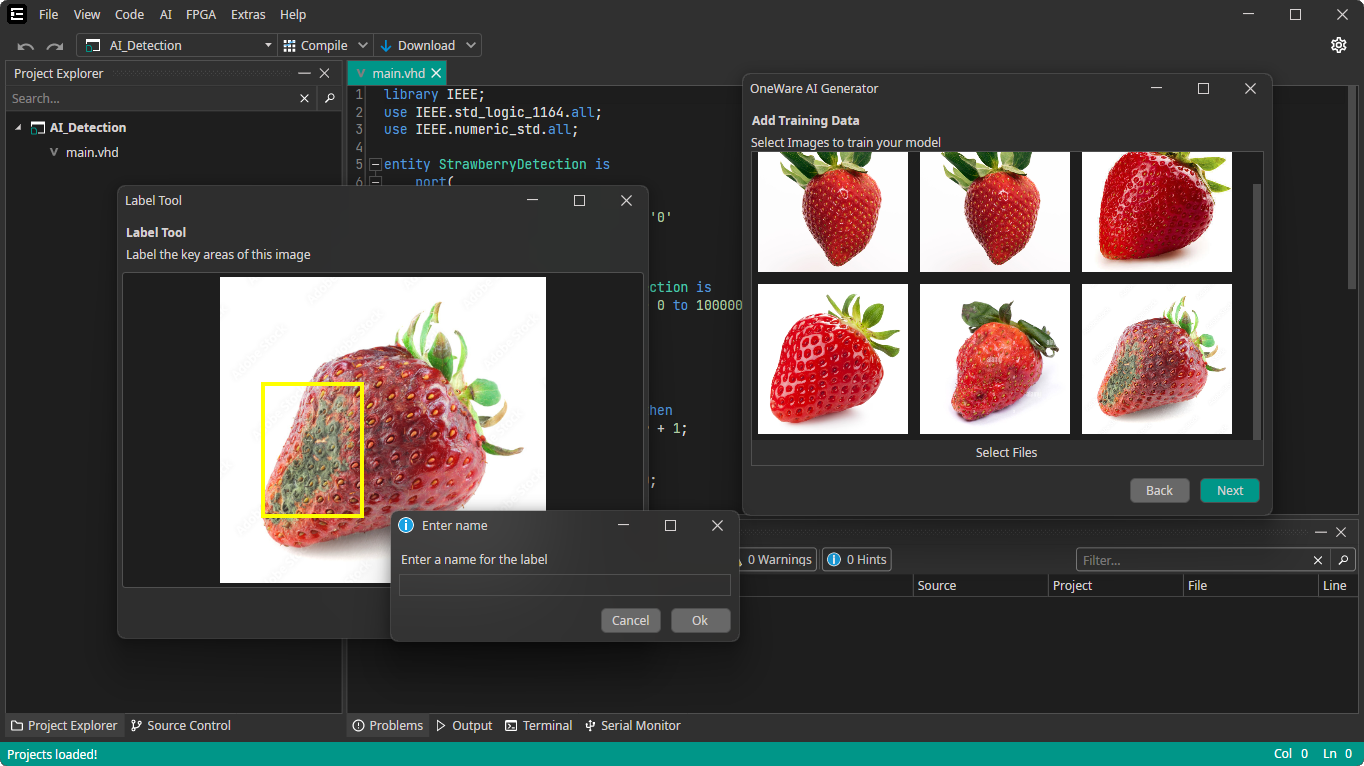 File View Code AI FPGA Extras Help
AI_Detection Compile Download
Project Explorer
Search...
AI_Detection
main.vhd
main.vhd
1 library IEEE;
2 use IEEE.std_logic_1164.all;
3 use IEEE.numeric_std.all;
4
5 entity StrawberryDetection is
6 port(
'0'
ction is
0 to 100000
hen
+ 1;
;
Label Tool
Label Tool
Label the key areas of this image
OneWare AI Generator
Add Training Data
Select Images to train your model
Select Files
Back Next
Enter name
Enter a name for the label
Cancel Ok
0 Warnings 0 Hints Filter...
Source Project File Line
Project Explorer Source Control Problems Output Terminal Serial Monitor
Projects loaded! Col 0 Ln 0